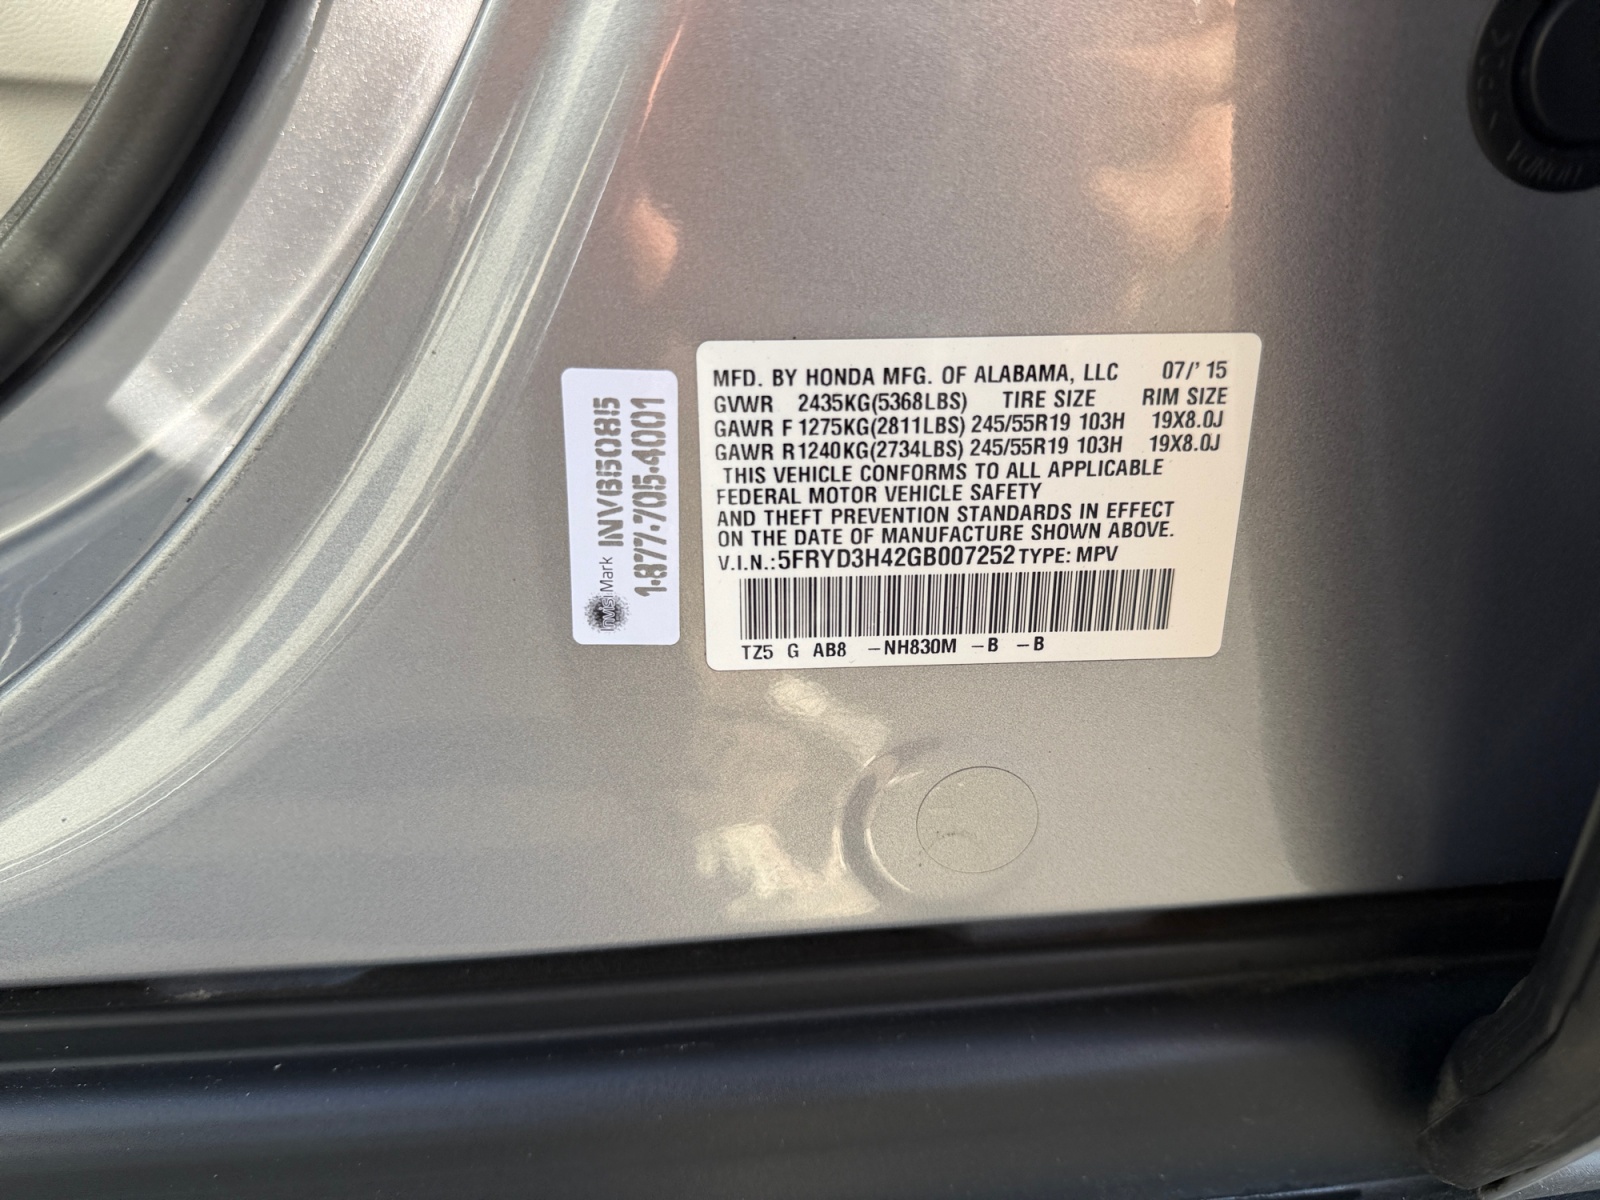 MFD. BY HONDA MFG. OF ALABAMA, LLC 07/' 15
GVWR 2435KG(5368LBS) TIRE SIZE RIM SIZE
GAWR F 1275KG(2811LBS) 245/55R19 103H 19X8.0J
GAWR R1240KG(2734LBS) 245/55R19 103H 19X8.0J
THIS VEHICLE CONFORMS TO ALL APPLICABLE
FEDERAL MOTOR VEHICLE SAFETY
AND THEFT PREVENTION STANDARDS IN EFFECT
ON THE DATE OF MANUFACTURE SHOWN ABOVE.
V.I.N.:5FRYD3H42GB007252 TYPE: MPV
TZ5 G AB8 -NH830M -B -B
InvisiMark INVB5085
1-877-705-4001